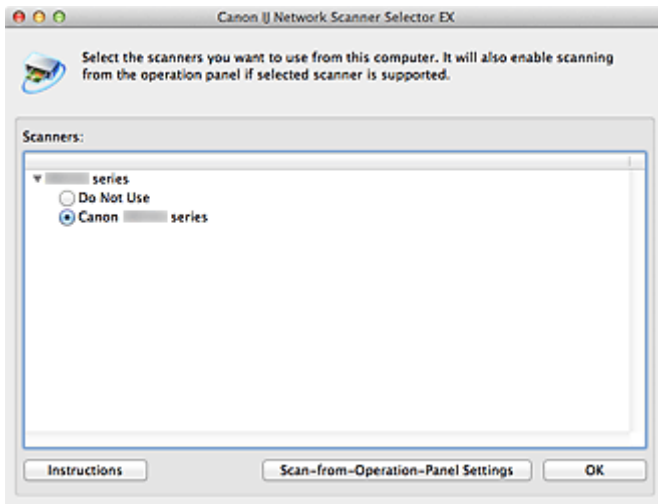 Canon IJ Network Scanner Selector EX
Select the scanners you want to use from this computer. It will also enable scanning
from the operation panel if selected scanner is supported.
Scanners:
series
Do Not Use
Canon series
Instructions
Scan-from-Operation-Panel Settings
OK